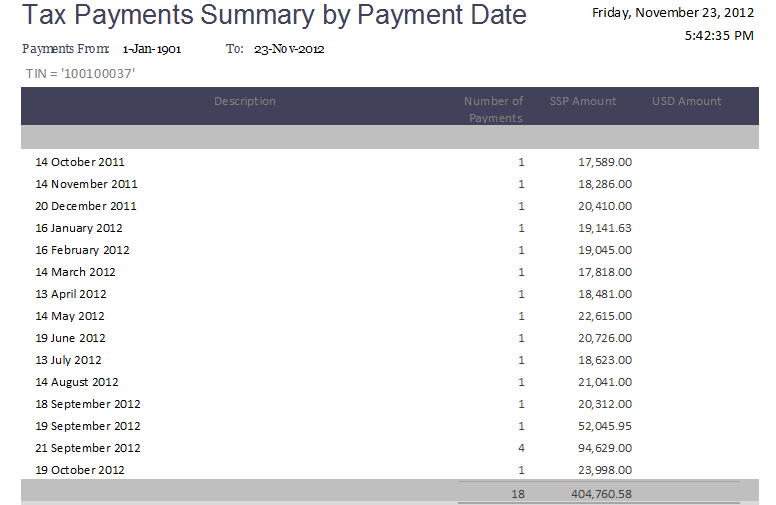 Tax Payments Summary by Payment Date
Friday, November 23, 2012
5:42:35 PM
Payments From: 1-Jan-1901 To: 23-Nov-2012
TIN = '100100037'
Description Number of Payments SSP Amount USD Amount
14 October 2011 1 17,589.00
14 November 2011 1 18,286.00
20 December 2011 1 20,410.00
16 January 2012 1 19,141.63
16 February 2012 1 19,045.00
14 March 2012 1 17,818.00
13 April 2012 1 18,481.00
14 May 2012 1 22,615.00
19 June 2012 1 20,726.00
13 July 2012 1 18,623.00
14 August 2012 1 21,041.00
18 September 2012 1 20,312.00
19 September 2012 1 52,045.95
21 September 2012 4 94,629.00
19 October 2012 1 23,998.00
18 404,760.58